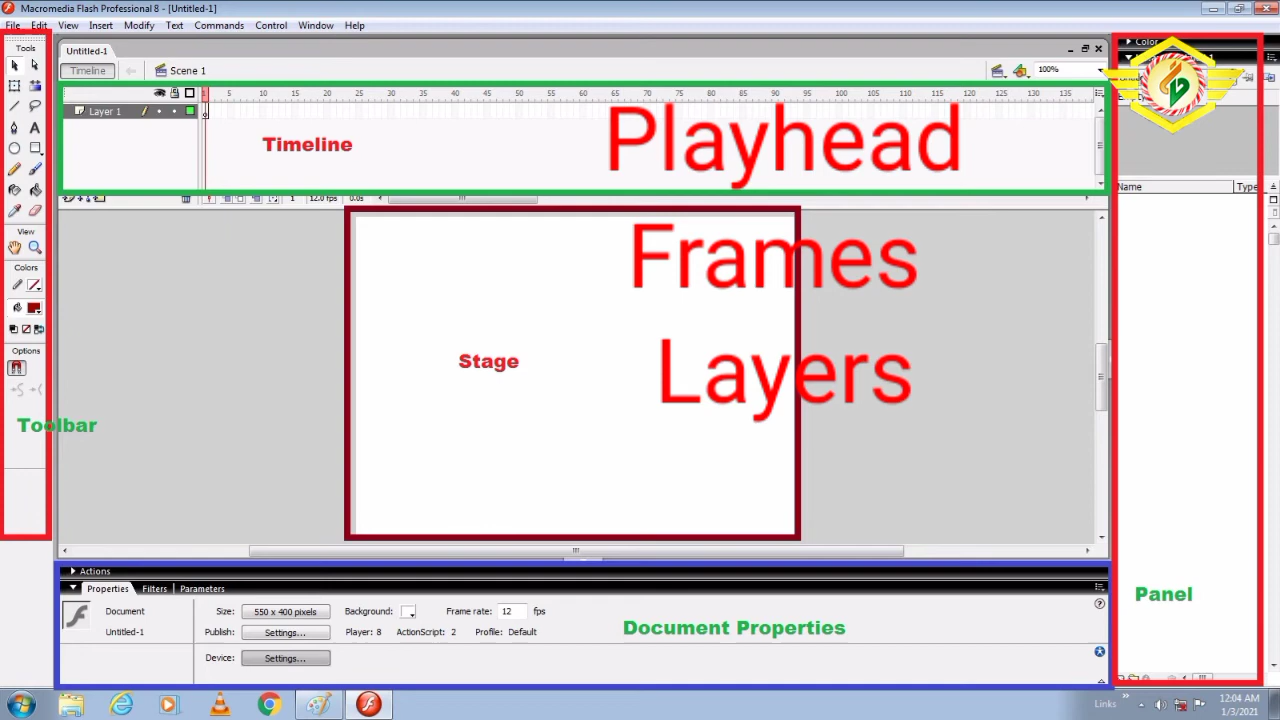 Macromedia Flash Professional 8 - [Untitled-1]
File Edit View Insert Modify Text Commands Control Window Help
Tools
Untitled-1
Color
Timeline
Scene 1
100%
5 10 15 20 25 30 35 40 45 50 55 60 65 70 75 80 85 90 95 100 105 110 115 120 125 130 135
Layer 1
Timeline
Playhead
Name Type
1 12.0 fps 0.0s
View
Frames
Colors
Options
Stage
Layers
Toolbar
Actions
Properties Filters Parameters
Panel
Document
Size: 550 x 400 pixels Background: Frame rate: 12 fps
Untitled-1
Publish: Settings... Player: 8 ActionScript: 2 Profile: Default
Document Properties
Device: Settings...
Links
12:04 AM
1/3/2021